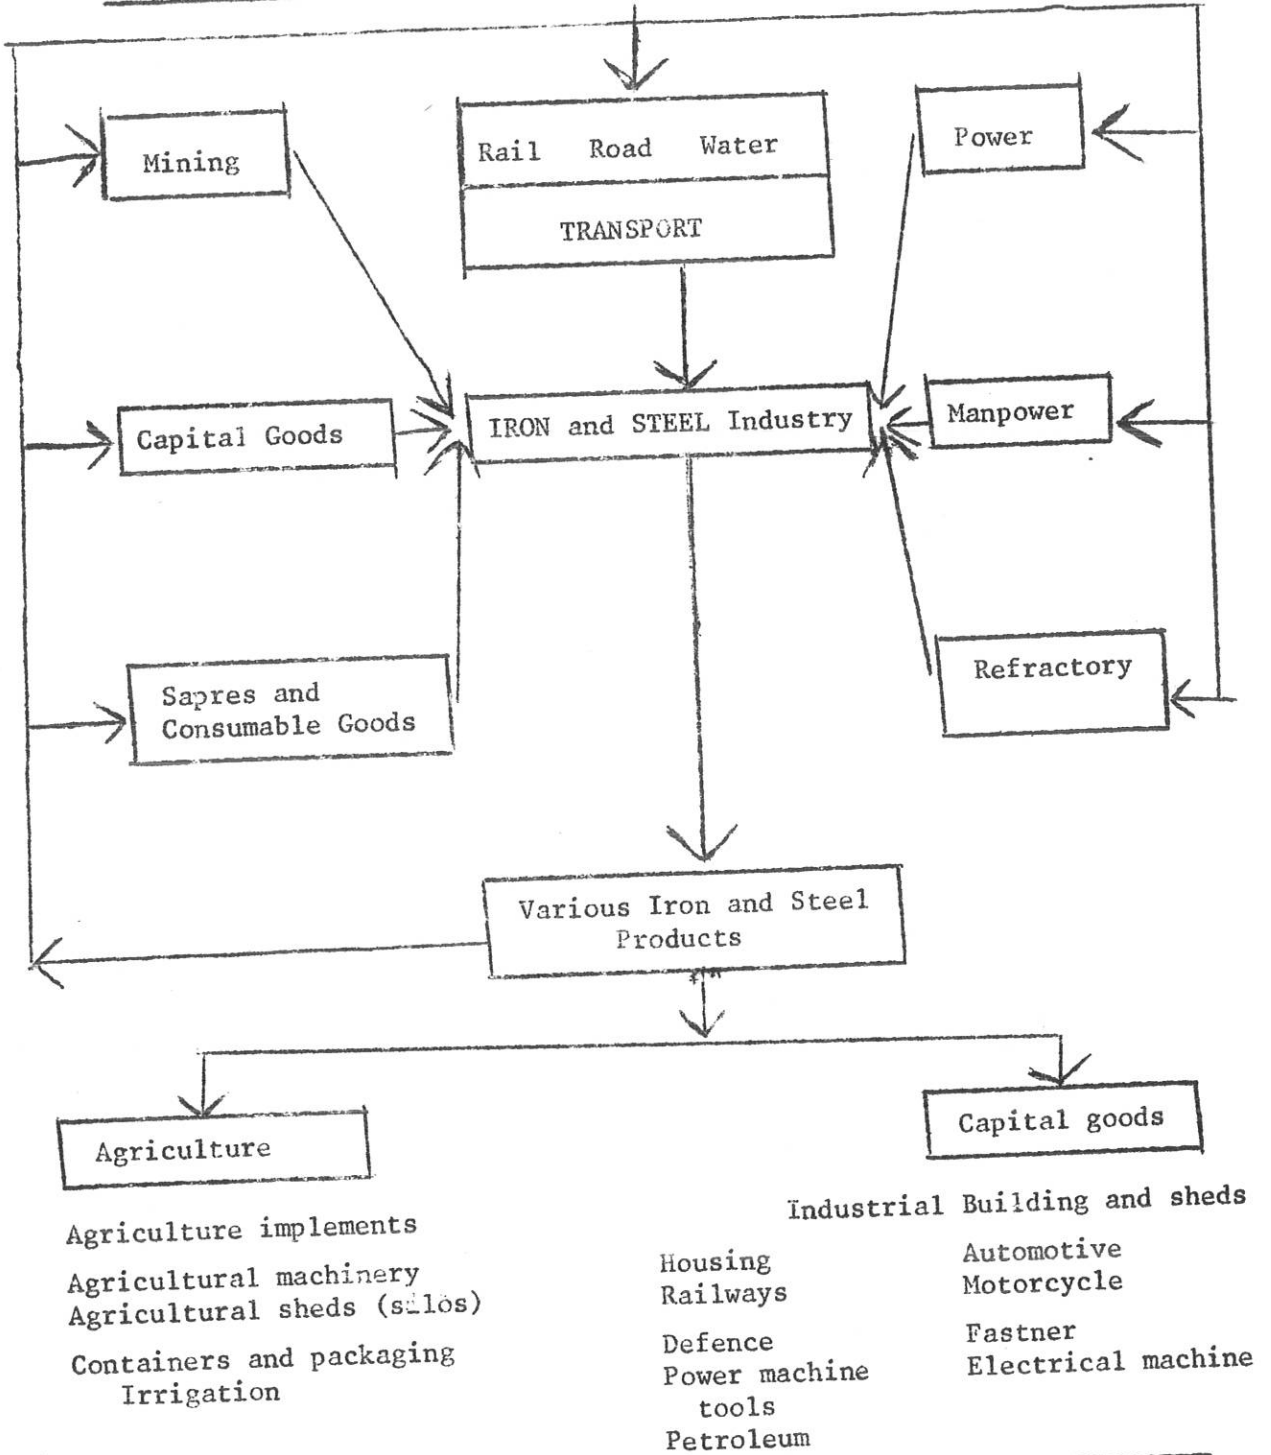 Mining
Rail Road Water
TRANSPORT
Power
Capital Goods
IRON and STEEL Industry
Manpower
Sapres and
Consumable Goods
Refractory
Various Iron and Steel
Products
Agriculture
Agriculture implements
Agricultural machinery
Agricultural sheds (silos)
Containers and packaging
Irrigation
Capital goods
Industrial Building and sheds
Housing
Railways
Defence
Power machine
tools
Petroleum
Automotive
Motorcycle
Fastner
Electrical machine